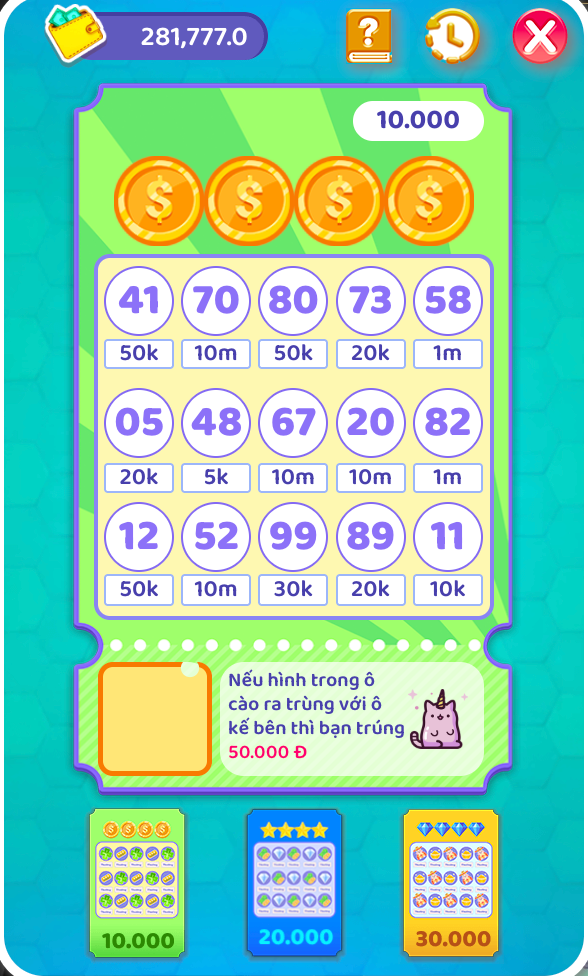 281,777.0
?
10.000
$ $ $ $
41 70 80 73 58
50k 10m 50k 20k 1m
05 48 67 20 82
20k 5k 10m 10m 1m
12 52 99 89 11
50k 10m 30k 20k 10k
Nếu hình trong ô
cào ra trùng với ô
kế bên thì bạn trúng
50.000 Đ
10.000 20.000 30.000